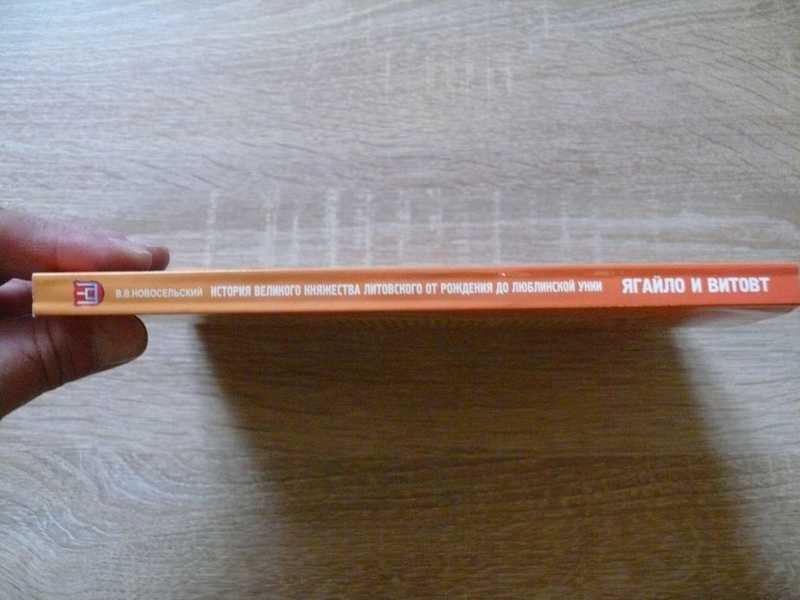 В.В.НОВОСЕЛЬСКИЙ ИСТОРИЯ ВЕЛИКОГО КНЯЖЕСТВА ЛИТОВСКОГО ОТ РОЖДЕНИЯ ДО ЛЮБЛИНСКОЙ УНИИ ЯГАЙЛО И ВИТОВТ